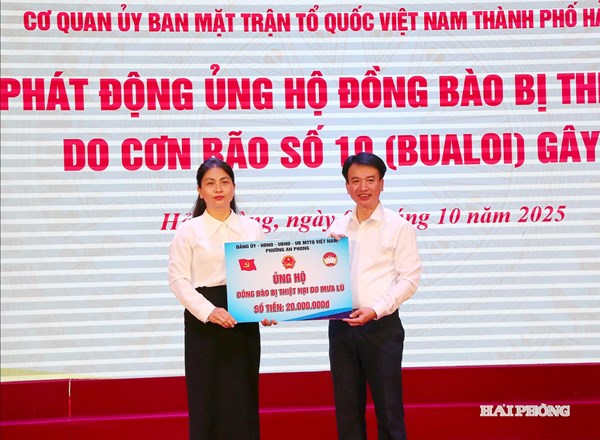 CƠ QUAN ỦY BAN MẶT TRẬN TỔ QUỐC VIỆT NAM THÀNH PHỐ
PHÁT ĐỘNG ỦNG HỘ ĐỒNG BÀO BỊ
DO CƠN BÃO SỐ 10 (BUALOI) GÂY
ngày 10 năm 2025
ĐẢNG ỦY - HĐND - UBND - UB MTTQ VIỆT NAM
PHƯỜNG AN PHONG
ỦNG HỘ
ĐỒNG BÀO BỊ THIỆT HẠI DO MƯA LŨ
SỐ TIỀN: 20.000.000đ
HẢI PHÒNG